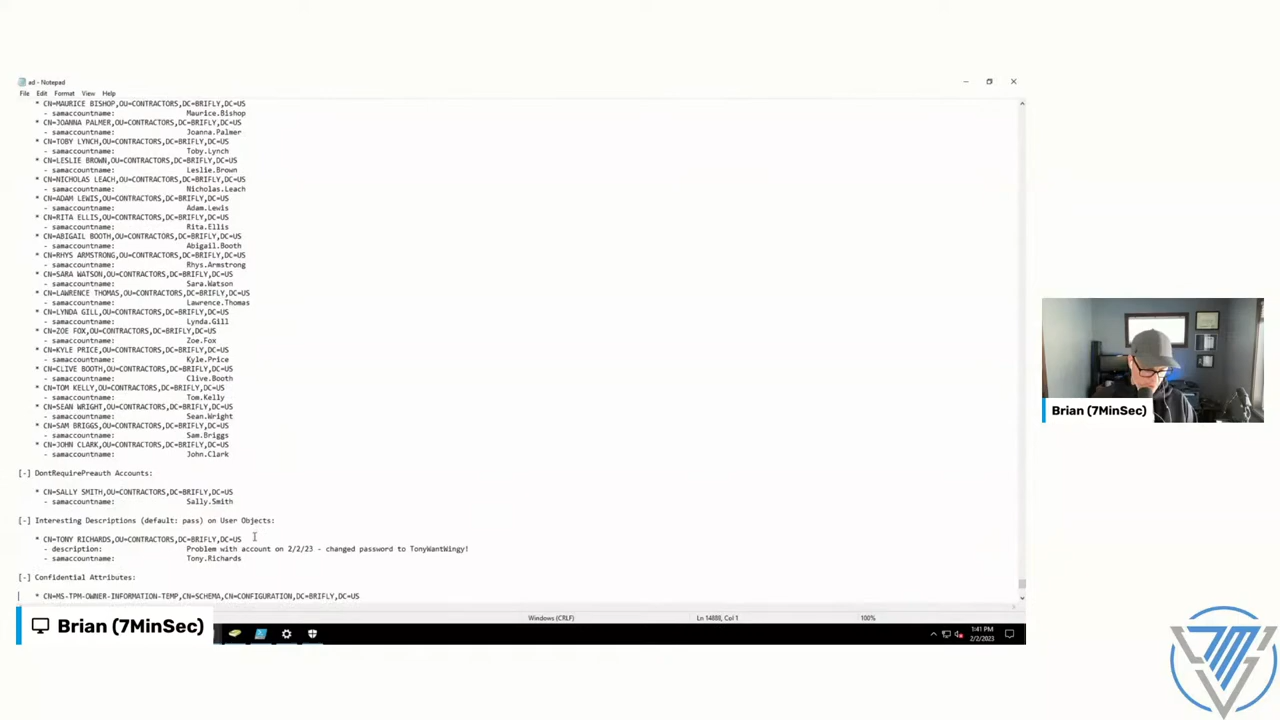 ad - Notepad
File Edit Format View Help
* CN=MAURICE BISHOP,OU=CONTRACTORS,DC=BRIFLY,DC=US
- samaccountname: Maurice.Bishop
* CN=JOANNA PALMER,OU=CONTRACTORS,DC=BRIFLY,DC=US
- samaccountname: Joanna.Palmer
* CN=TOBY LYNCH,OU=CONTRACTORS,DC=BRIFLY,DC=US
- samaccountname: Toby.Lynch
* CN=LESLIE BROWN,OU=CONTRACTORS,DC=BRIFLY,DC=US
- samaccountname: Leslie.Brown
* CN=NICHOLAS LEACH,OU=CONTRACTORS,DC=BRIFLY,DC=US
- samaccountname: Nicholas.Leach
* CN=ADAM LEWIS,OU=CONTRACTORS,DC=BRIFLY,DC=US
- samaccountname: Adam.Lewis
* CN=RITA ELLIS,OU=CONTRACTORS,DC=BRIFLY,DC=US
- samaccountname: Rita.Ellis
* CN=ABIGAIL BOOTH,OU=CONTRACTORS,DC=BRIFLY,DC=US
- samaccountname: Abigail.Booth
* CN=RHYS ARMSTRONG,OU=CONTRACTORS,DC=BRIFLY,DC=US
- samaccountname: Rhys.Armstrong
* CN=SARA WATSON,OU=CONTRACTORS,DC=BRIFLY,DC=US
- samaccountname: Sara.Watson
* CN=LAWRENCE THOMAS,OU=CONTRACTORS,DC=BRIFLY,DC=US
- samaccountname: Lawrence.Thomas
* CN=LYNDA GILL,OU=CONTRACTORS,DC=BRIFLY,DC=US
- samaccountname: Lynda.Gill
* CN=ZOE FOX,OU=CONTRACTORS,DC=BRIFLY,DC=US
- samaccountname: Zoe.Fox
* CN=KYLE PRICE,OU=CONTRACTORS,DC=BRIFLY,DC=US
- samaccountname: Kyle.Price
* CN=CLIVE BOOTH,OU=CONTRACTORS,DC=BRIFLY,DC=US
- samaccountname: Clive.Booth
* CN=TOM KELLY,OU=CONTRACTORS,DC=BRIFLY,DC=US
- samaccountname: Tom.Kelly
* CN=SEAN WRIGHT,OU=CONTRACTORS,DC=BRIFLY,DC=US
- samaccountname: Sean.Wright
* CN=SAM BRIGGS,OU=CONTRACTORS,DC=BRIFLY,DC=US
- samaccountname: Sam.Briggs
* CN=JOHN CLARK,OU=CONTRACTORS,DC=BRIFLY,DC=US
- samaccountname: John.Clark
[-] DontRequirePreauth Accounts:
* CN=SALLY SMITH,OU=CONTRACTORS,DC=BRIFLY,DC=US
- samaccountname: Sally.Smith
[-] Interesting Descriptions (default: pass) on User Objects:
* CN=TONY RICHARDS,OU=CONTRACTORS,DC=BRIFLY,DC=US
- description: Problem with account on 2/2/23 - changed password to TonyWantWingy!
- samaccountname: Tony.Richards
[-] Confidential Attributes:
* CN=MS-TPM-OWNER-INFORMATION-TEMP,CN=SCHEMA,CN=CONFIGURATION,DC=BRIFLY,DC=US
Windows (CRLF) Ln 14888, Col 1 100%
1:41 PM
2/2/2023
Brian (7MinSec)
Brian (7MinSec)
7M